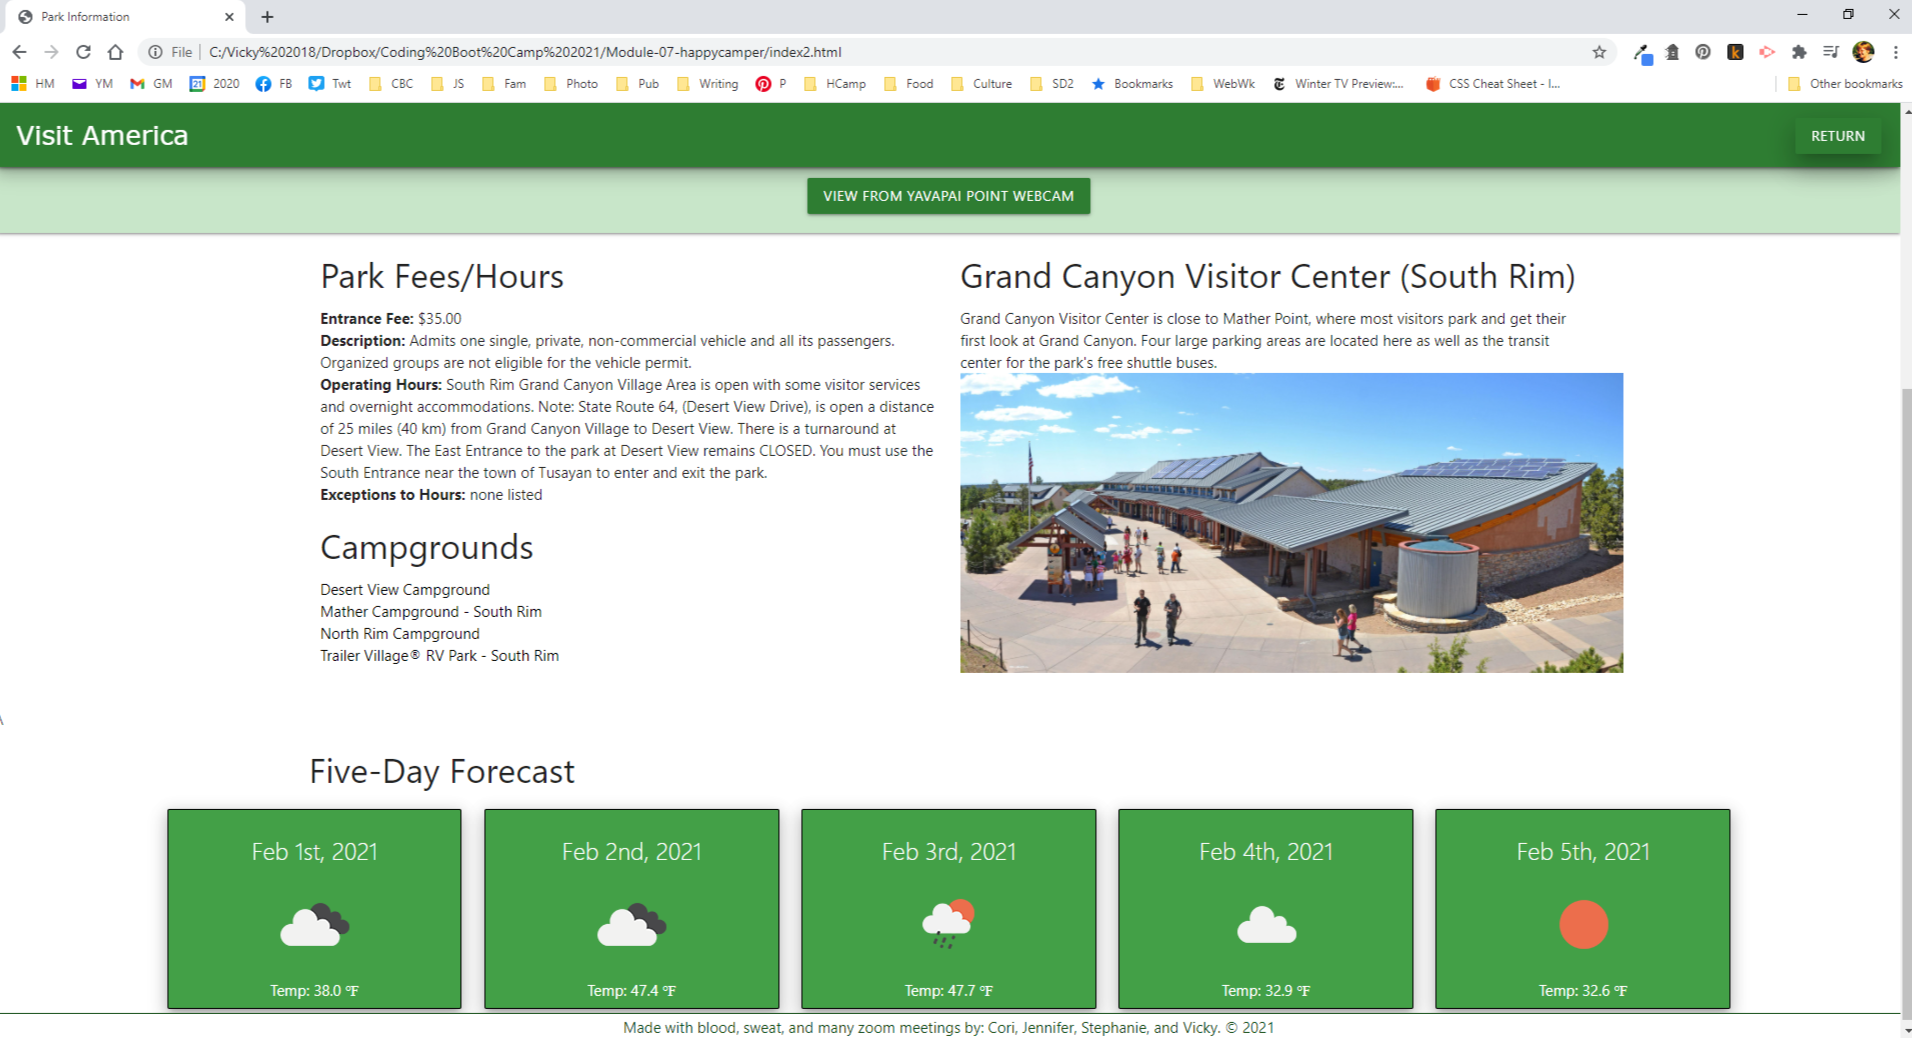 Park Information
File C:/Vicky%202018/Dropbox/Coding%20Boot%20Camp%202021/Module-07-happycamper/index2.html
HM YM GM 2020 FB Twt CBC JS Fam Photo Pub Writing P HCamp Food Culture SD2 Bookmarks WebWk Winter TV Preview:... CSS Cheat Sheet - I... Other bookmarks
Visit America
RETURN
VIEW FROM YAVAPAI POINT WEBCAM
Park Fees/Hours
Entrance Fee: $35.00
Description: Admits one single, private, non-commercial vehicle and all its passengers.
Organized groups are not eligible for the vehicle permit.
Operating Hours: South Rim Grand Canyon Village Area is open with some visitor services
and overnight accommodations. Note: State Route 64, (Desert View Drive), is open a distance
of 25 miles (40 km) from Grand Canyon Village to Desert View. There is a turnaround at
Desert View. The East Entrance to the park at Desert View remains CLOSED. You must use the
South Entrance near the town of Tusayan to enter and exit the park.
Exceptions to Hours: none listed
Campgrounds
Desert View Campground
Mather Campground - South Rim
North Rim Campground
Trailer Village® RV Park - South Rim
Grand Canyon Visitor Center (South Rim)
Grand Canyon Visitor Center is close to Mather Point, where most visitors park and get their
first look at Grand Canyon. Four large parking areas are located here as well as the transit
center for the park's free shuttle buses.
Five-Day Forecast
Feb 1st, 2021
Temp: 38.0 °F
Feb 2nd, 2021
Temp: 47.4 °F
Feb 3rd, 2021
Temp: 47.7 °F
Feb 4th, 2021
Temp: 32.9 °F
Feb 5th, 2021
Temp: 32.6 °F
Made with blood, sweat, and many zoom meetings by: Cori, Jennifer, Stephanie, and Vicky. © 2021